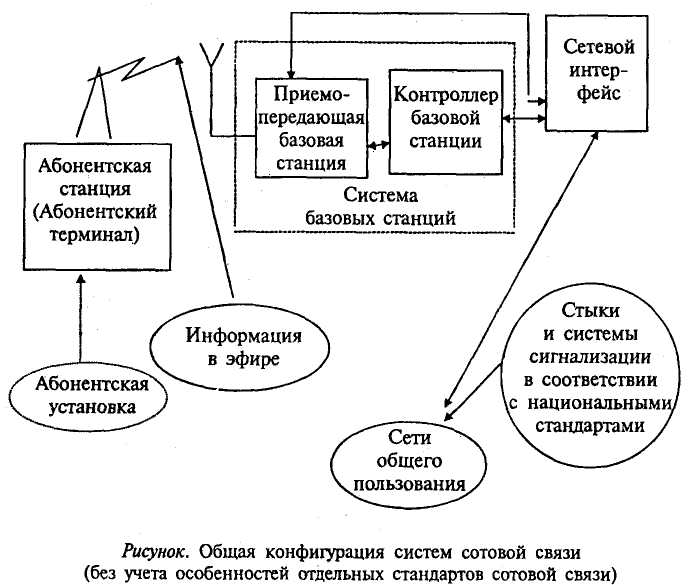 Сетевой
интер-
фейс
Приемо-
передающая
базовая
станция
Контроллер
базовой
станции
Система
базовых станций
Абонентская
станция
(Абонентский
терминал)
Информация
в эфире
Абонентская
установка
Стыки
и системы
сигнализации
в соответствии
с национальными
стандартами
Сети
общего
пользования
Рисунок. Общая конфигурация систем сотовой связи
(без учета особенностей отдельных стандартов сотовой связи)